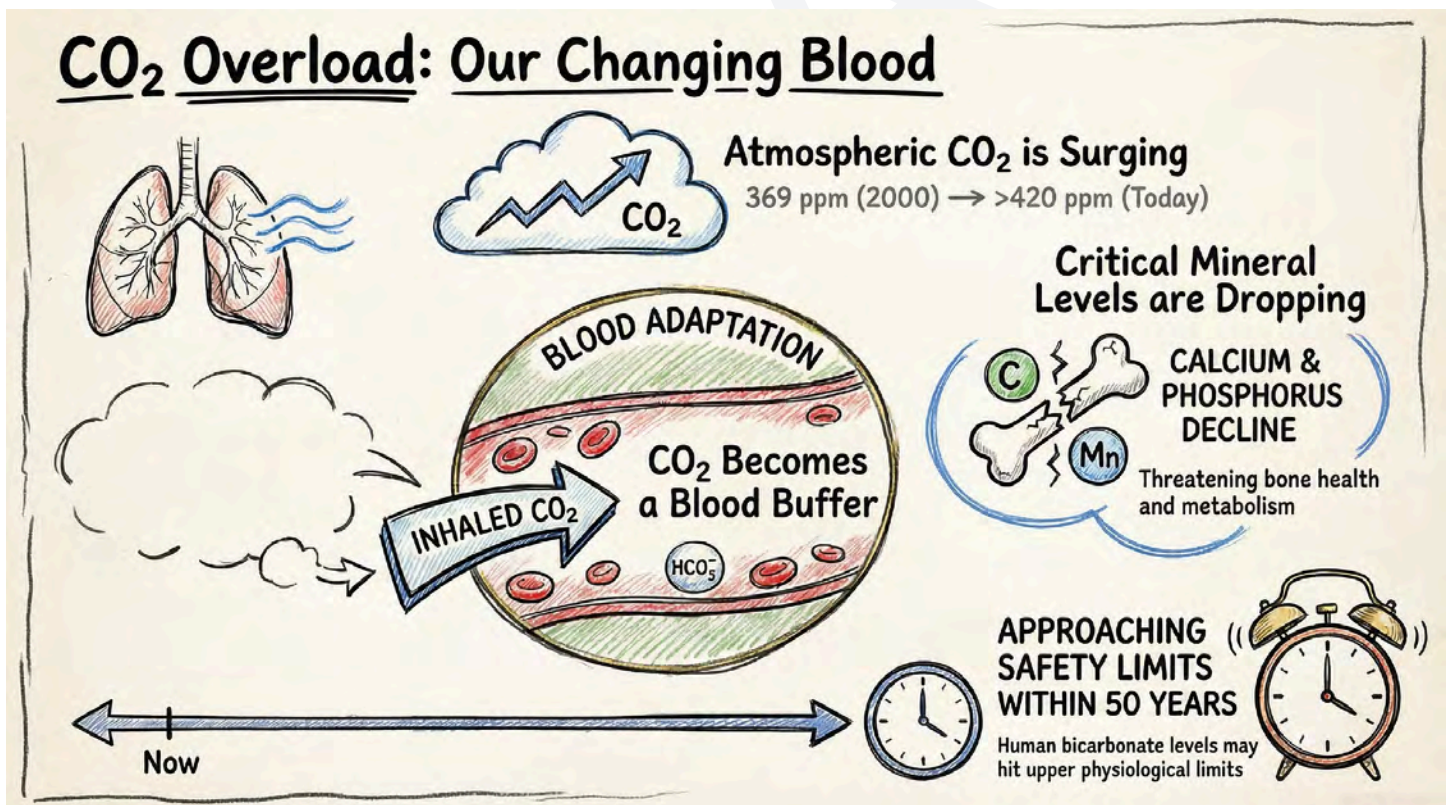 CO₂ Overload: Our Changing Blood
CO₂
Atmospheric CO₂ is Surging
369 ppm (2000) → >420 ppm (Today)
BLOOD ADAPTATION
INHALED CO₂
CO₂ Becomes
a Blood Buffer
HCO₅⁻
Critical Mineral
Levels are Dropping
C
Mn
CALCIUM &
PHOSPHORUS
DECLINE
Threatening bone health
and metabolism
Now
APPROACHING
SAFETY LIMITS
WITHIN 50 YEARS
Human bicarbonate levels may
hit upper physiological limits